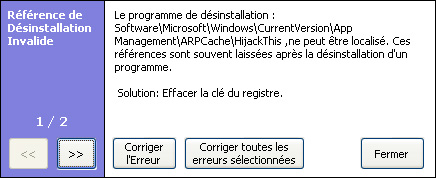 Référence de
Désinstallation
Invalide
1 / 2
<<
>>
Le programme de désinstallation :
Software\Microsoft\Windows\CurrentVersion\App
Management\ARPCache\HijackThis ,ne peut être localisé. Ces
références sont souvent laissées après la désinstallation d'un
programme.
Solution: Effacer la clé du registre.
Corriger
l'Erreur
Corriger toutes les
erreurs sélectionnées
Fermer